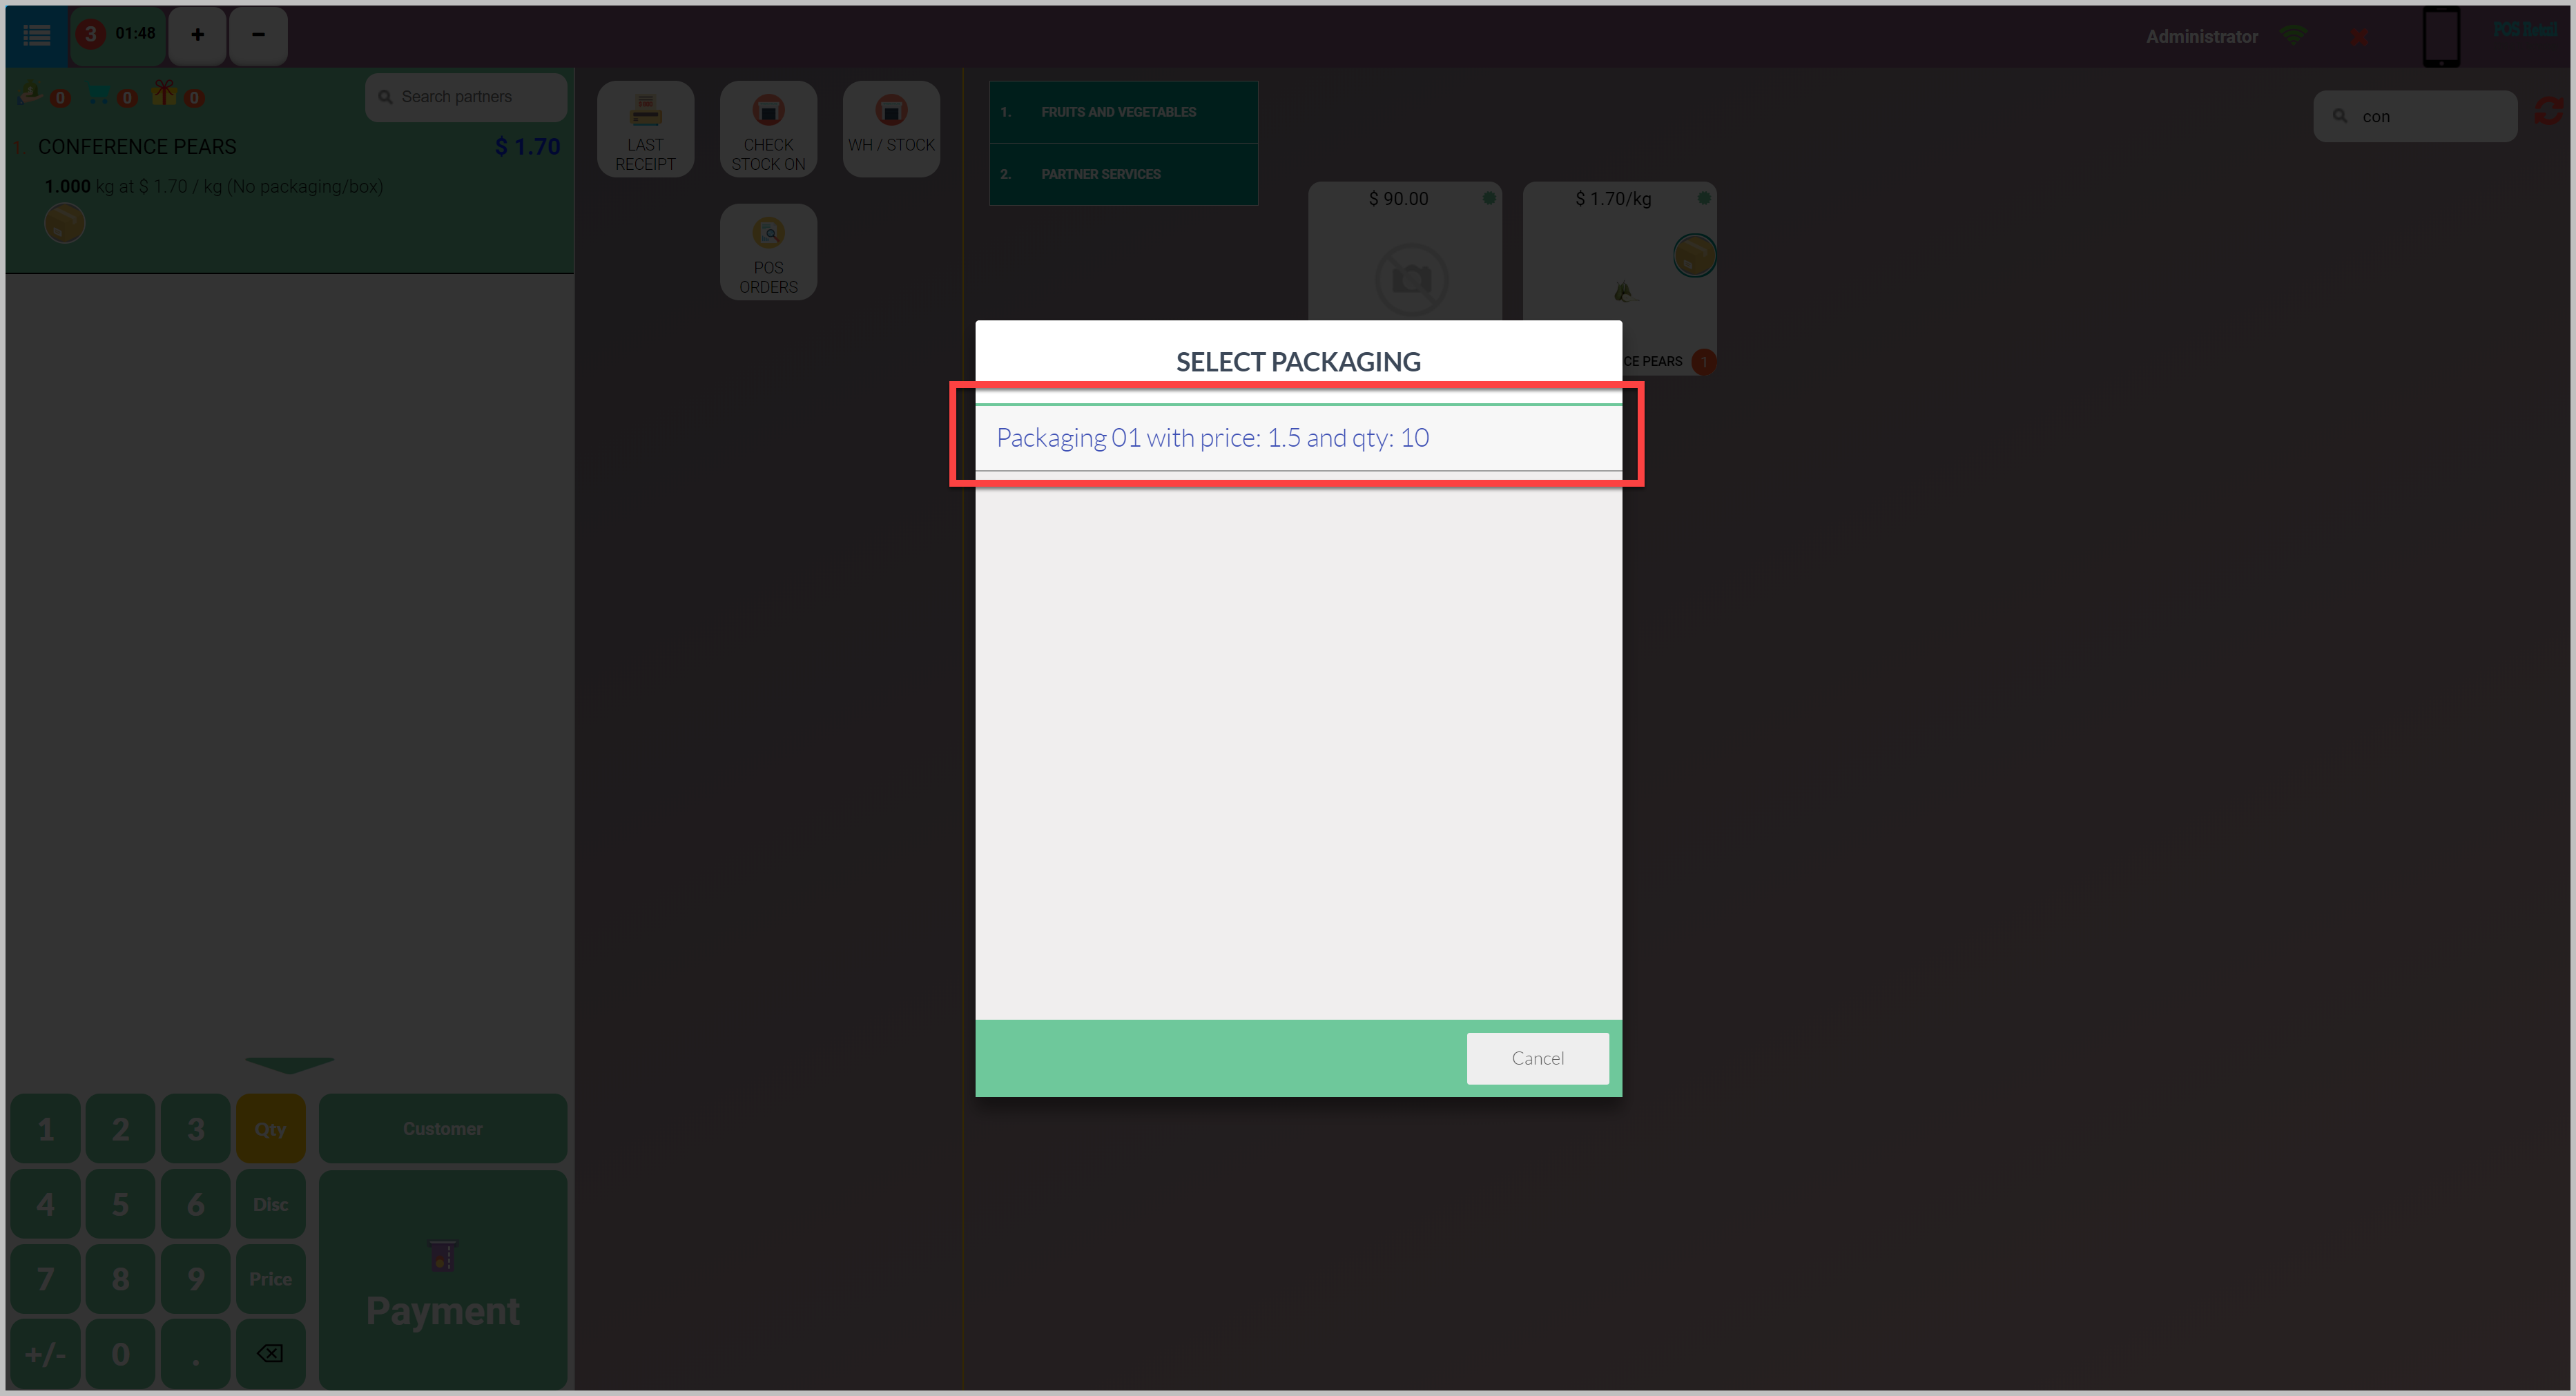 3 01:48 + −
Administrator
POS Retail
0 0 0
Search partners
1. CONFERENCE PEARS $ 1.70
1.000 kg at $ 1.70 / kg (No packaging/box)
LAST
RECEIPT
CHECK
STOCK ON
WH / STOCK
POS
ORDERS
1. FRUITS AND VEGETABLES
2. PARTNER SERVICES
con
$ 90.00
$ 1.70/kg
CE PEARS 1
SELECT PACKAGING
Packaging 01 with price: 1.5 and qty: 10
Cancel
1 2 3 Qty
Customer
4 5 6 Disc
7 8 9 Price
Payment
+/- 0 .